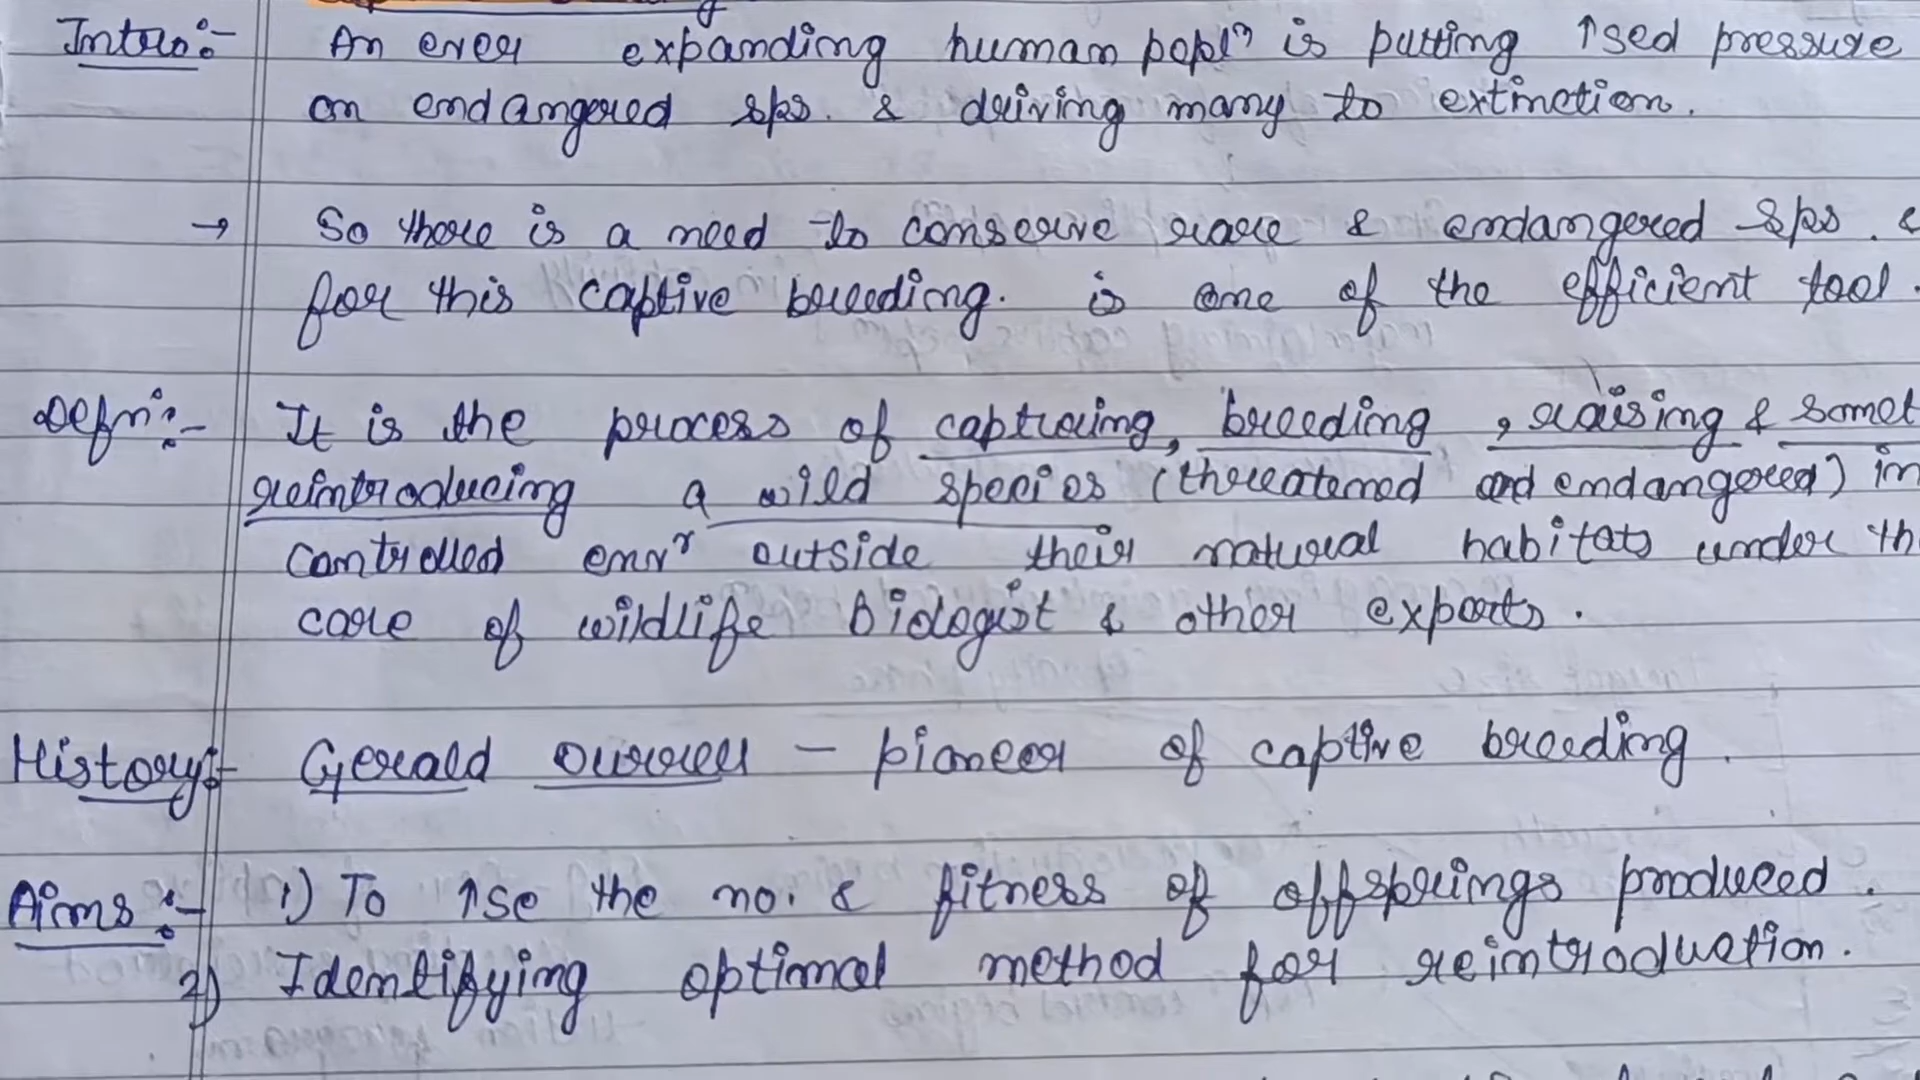 Intro:- An ever expanding human popln is putting ↑sed pressure
on endangered sps. & driving many to extinction.
→ So there is a need to conserve rare & endangered sps. &
for this captive breeding. is one of the efficient tool.
Defn:- It is the process of captruing, breeding, raising & somet
reintroducing a wild species (threatened and endangered) in
controlled envr outside their natural habitats under th
care of wildlife Biologist & other experts.
History:- Gerald Durrell - pioneer of captive breeding.
Aims:- 1) To ↑se the no. & fitness of offsprings produced.
2) Identifying optimal method for reintroduction.